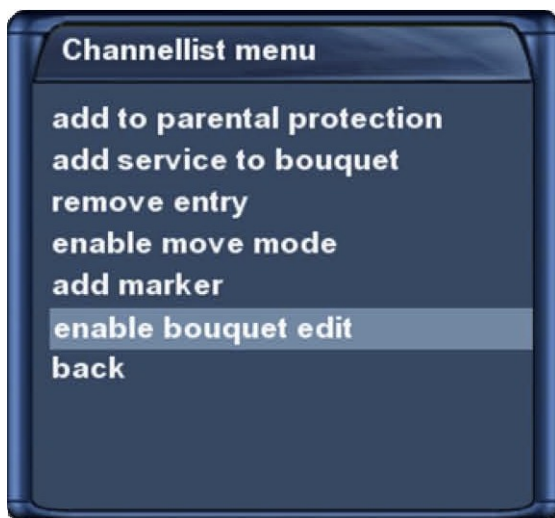 Channellist menu
add to parental protection
add service to bouquet
remove entry
enable move mode
add marker
enable bouquet edit
back